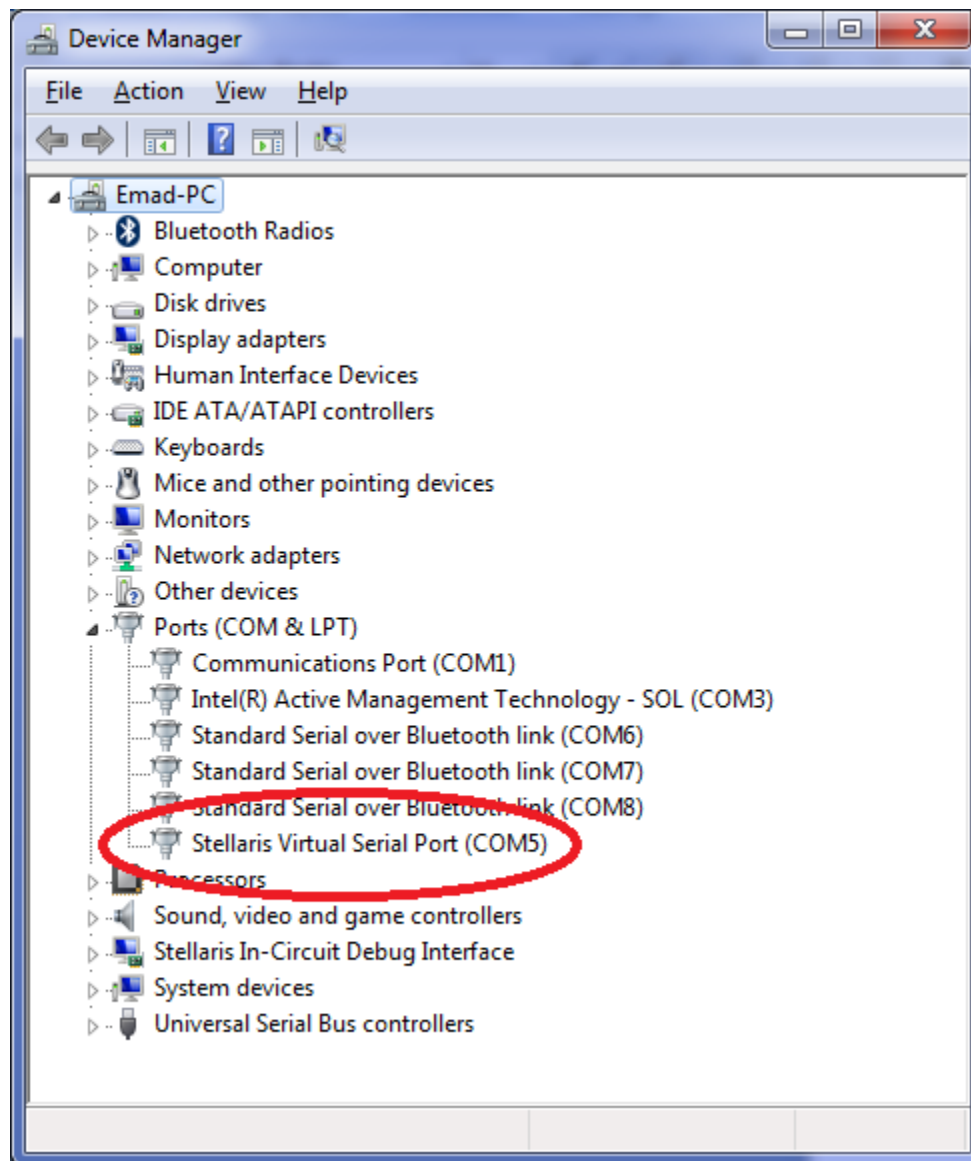 Device Manager
File Action View Help
Emad-PC
Bluetooth Radios
Computer
Disk drives
Display adapters
Human Interface Devices
IDE ATA/ATAPI controllers
Keyboards
Mice and other pointing devices
Monitors
Network adapters
Other devices
Ports (COM & LPT)
Communications Port (COM1)
Intel(R) Active Management Technology - SOL (COM3)
Standard Serial over Bluetooth link (COM6)
Standard Serial over Bluetooth link (COM7)
Standard Serial over Bluetooth link (COM8)
Stellaris Virtual Serial Port (COM5)
Processors
Sound, video and game controllers
Stellaris In-Circuit Debug Interface
System devices
Universal Serial Bus controllers